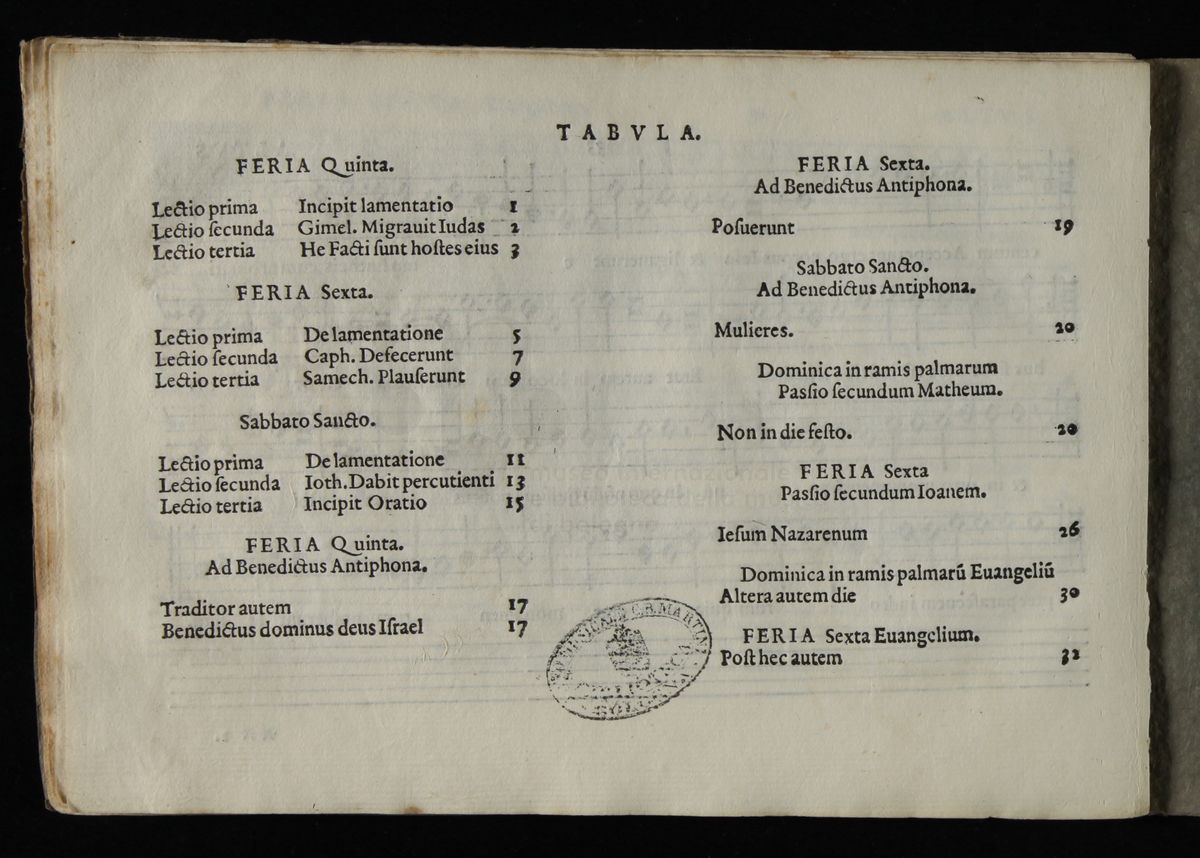 TABVLA.
FERIA Quinta.
Lectio prima Incipit lamentatio 1
Lectio ſecunda Gimel. Migrauit Iudas 2
Lectio tertia He Facti ſunt hoſtes eius 3
FERIA Sexta.
Lectio prima De lamentatione 5
Lectio ſecunda Caph. Defecerunt 7
Lectio tertia Samech. Plauſerunt 9
Sabbato Sancto.
Lectio prima De lamentatione 11
Lectio ſecunda Ioth. Dabit percutienti 13
Lectio tertia Incipit Oratio 15
FERIA Quinta.
Ad Benedictus Antiphona.
Traditor autem 17
Benedictus dominus deus Iſrael 17
FERIA Sexta.
Ad Benedictus Antiphona.
Poſuerunt 19
Sabbato Sancto.
Ad Benedictus Antiphona.
Mulieres. 20
Dominica in ramis palmarum
Paſsio ſecundum Matheum.
Non in die feſto. 20
FERIA Sexta
Paſsio ſecundum Ioanem.
Ieſum Nazarenum 26
Dominica in ramis palmarũ Euangeliũ
Altera autem die 30
FERIA Sexta Euangelium.
Poſt hec autem 32
MUSICALE G.B. MARTINI